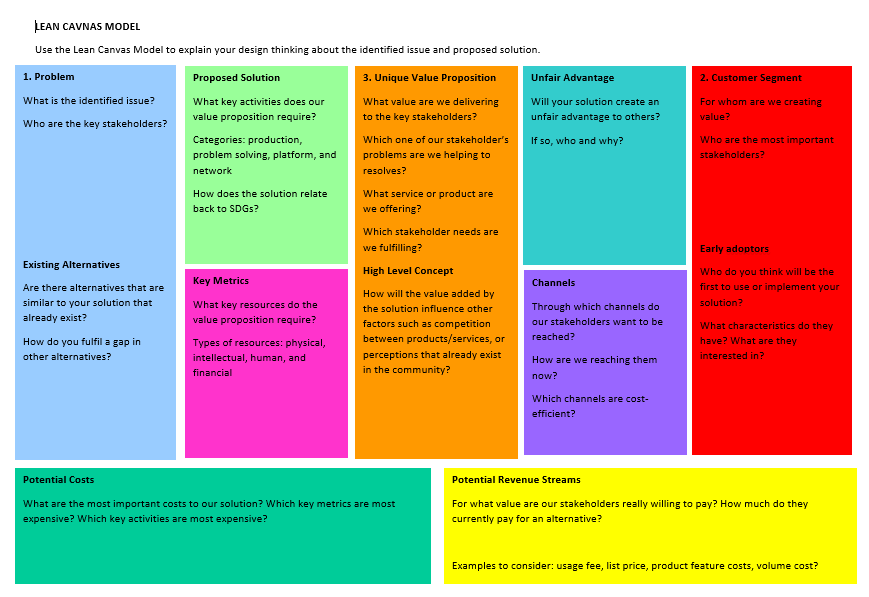 LEAN CAVNAS MODEL
Use the Lean Canvas Model to explain your design thinking about the identified issue and proposed solution.
1. Problem
What is the identified issue?
Who are the key stakeholders?
Existing Alternatives
Are there alternatives that are
similar to your solution that
already exist?
How do you fulfil a gap in
other alternatives?
Proposed Solution
What key activities does our
value proposition require?
Categories: production,
problem solving, platform, and
network
How does the solution relate
back to SDGs?
Key Metrics
What key resources do the
value proposition require?
Types of resources: physical,
intellectual, human, and
financial
3. Unique Value Proposition
What value are we delivering
to the key stakeholders?
Which one of our stakeholder's
problems are we helping to
resolves?
What service or product are
we offering?
Which stakeholder needs are
we fulfilling?
High Level Concept
How will the value added by
the solution influence other
factors such as competition
between products/services, or
perceptions that already exist
in the community?
Unfair Advantage
Will your solution create an
unfair advantage to others?
If so, who and why?
Channels
Through which channels do
our stakeholders want to be
reached?
How are we reaching them
now?
Which channels are cost-
efficient?
2. Customer Segment
For whom are we creating
value?
Who are the most important
stakeholders?
Early adoptors
Who do you think will be the
first to use or implement your
solution?
What characteristics do they
have? What are they
interested in?
Potential Costs
What are the most important costs to our solution? Which key metrics are most
expensive? Which key activities are most expensive?
Potential Revenue Streams
For what value are our stakeholders really willing to pay? How much do they
currently pay for an alternative?
Examples to consider: usage fee, list price, product feature costs, volume cost?